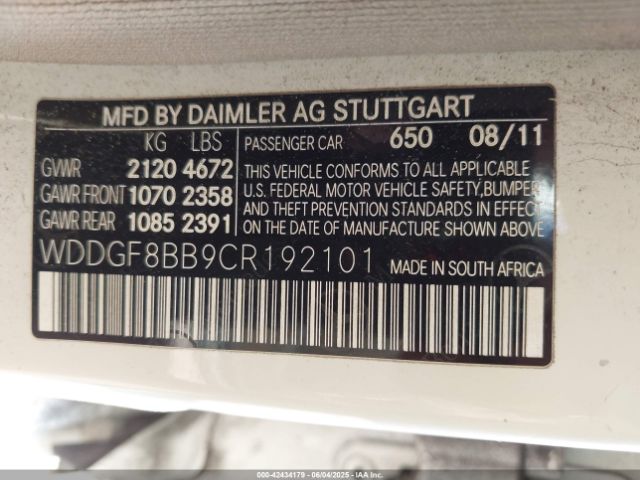 MFD BY DAIMLER AG STUTTGART
KG LBS
GVWR 2120 4672
GAWR FRONT 1070 2358
GAWR REAR 1085 2391
PASSENGER CAR 650 08/11
THIS VEHICLE CONFORMS TO ALL APPLICABLE
U.S. FEDERAL MOTOR VEHICLE SAFETY, BUMPER,
AND THEFT PREVENTION STANDARDS IN EFFECT
ON THE DATE OF MANUFACTURE SHOWN ABOVE
WDDGF8BB9CR192101 MADE IN SOUTH AFRICA
000-42434179 - 06/04/2025 - IAAI.COM